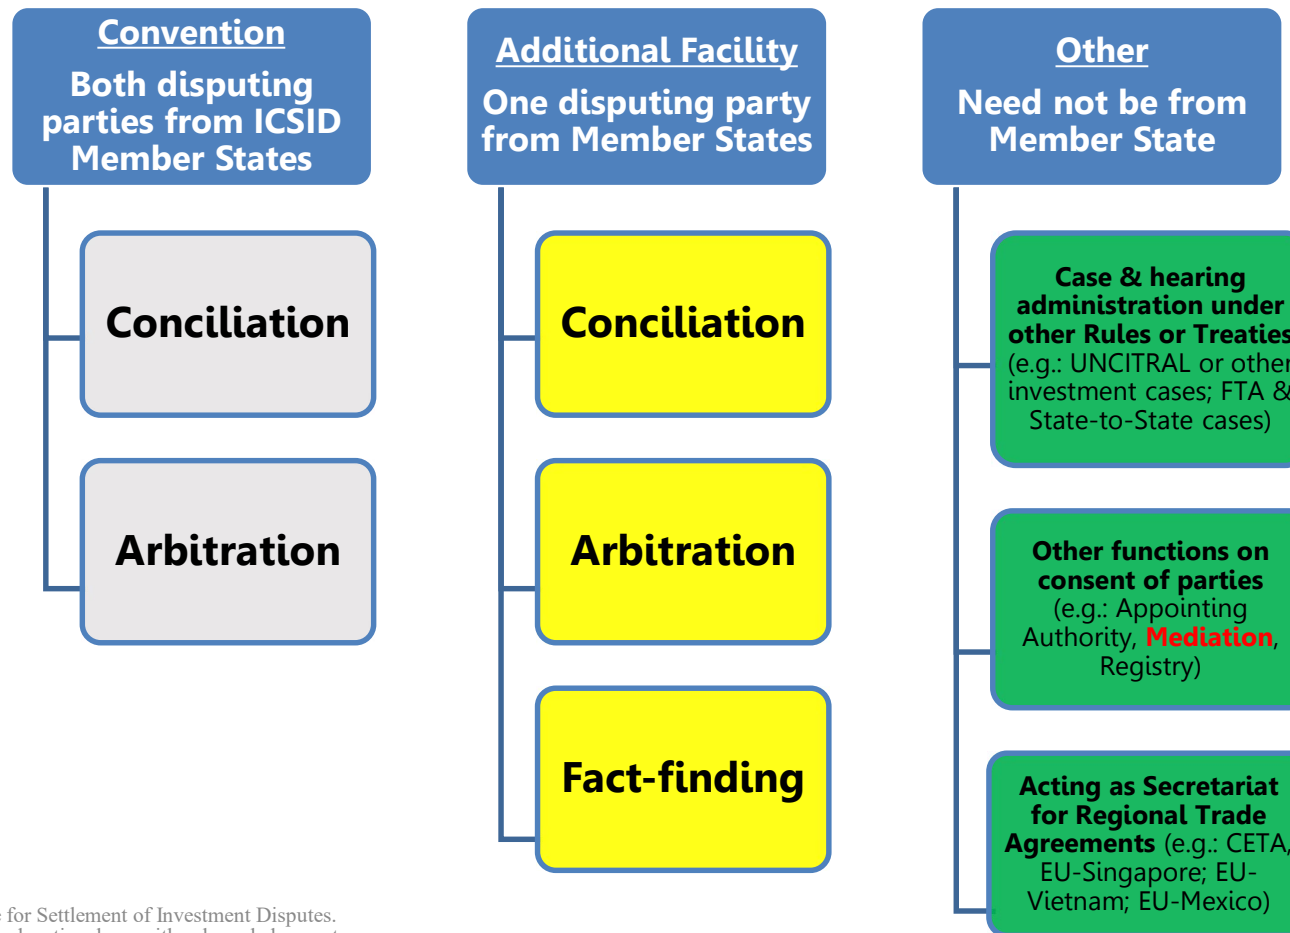 Convention
Both disputing
parties from ICSID
Member States
Conciliation
Arbitration
Additional Facility
One disputing party
from Member States
Conciliation
Arbitration
Fact-finding
Other
Need not be from
Member State
Case & hearing
administration under
other Rules or Treaties
(e.g.: UNCITRAL or other
investment cases; FTA &
State-to-State cases)
Other functions on
consent of parties
(e.g.: Appointing
Authority, Mediation,
Registry)
Acting as Secretariat
for Regional Trade
Agreements (e.g.: CETA,
EU-Singapore; EU-
Vietnam; EU-Mexico)
for Settlement of Investment Disputes.